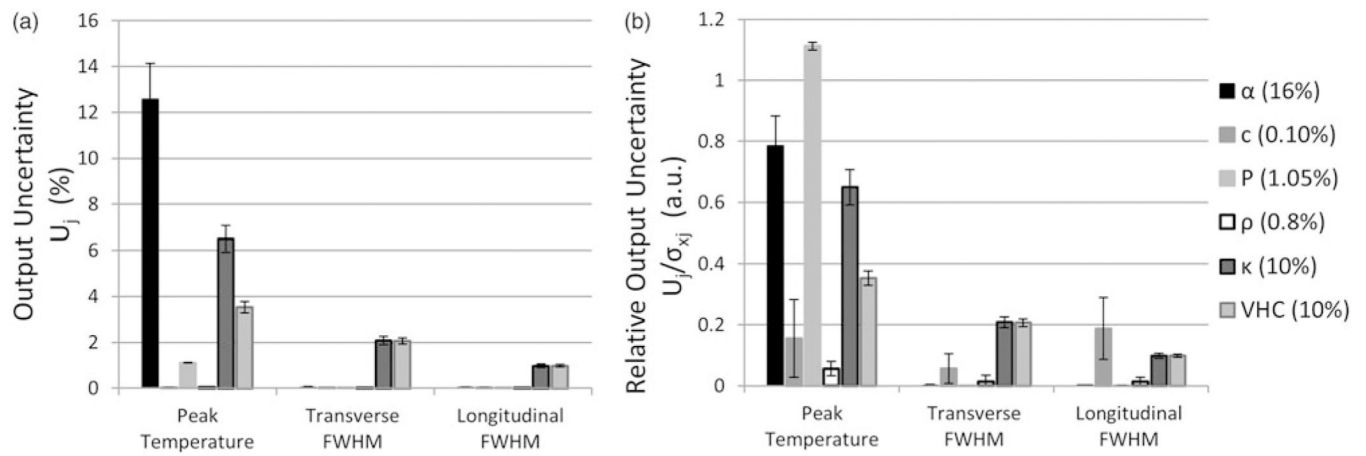 (a)
Output Uncertainty
U_j (%)
16
14
12
10
8
6
4
2
0
Peak
Temperature
Transverse
FWHM
Longitudinal
FWHM
(b)
Relative Output Uncertainty
U_j/σ_xj (a.u.)
1.2
1
0.8
0.6
0.4
0.2
0
Peak
Temperature
Transverse
FWHM
Longitudinal
FWHM
α (16%)
c (0.10%)
P (1.05%)
ρ (0.8%)
κ (10%)
VHC (10%)